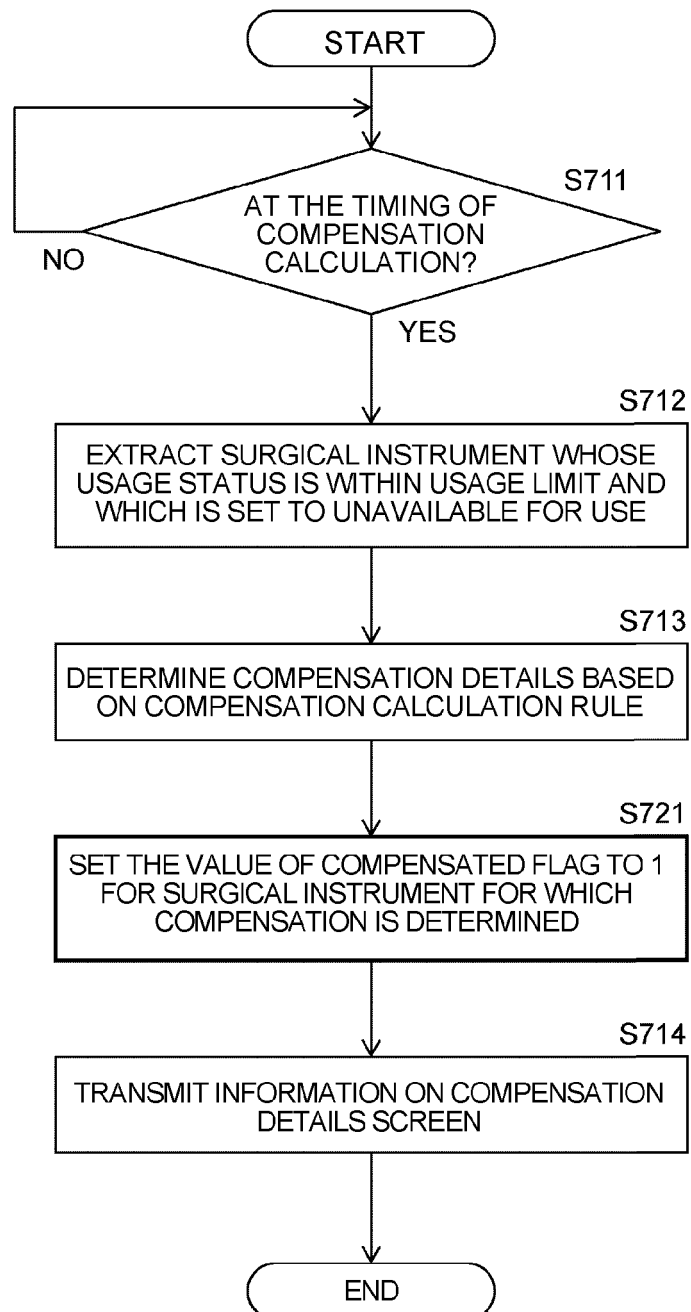 START
S711
AT THE TIMING OF
COMPENSATION
CALCULATION?
NO
YES
S712
EXTRACT SURGICAL INSTRUMENT WHOSE
USAGE STATUS IS WITHIN USAGE LIMIT AND
WHICH IS SET TO UNAVAILABLE FOR USE
S713
DETERMINE COMPENSATION DETAILS BASED
ON COMPENSATION CALCULATION RULE
S721
SET THE VALUE OF COMPENSATED FLAG TO 1
FOR SURGICAL INSTRUMENT FOR WHICH
COMPENSATION IS DETERMINED
S714
TRANSMIT INFORMATION ON COMPENSATION
DETAILS SCREEN
END